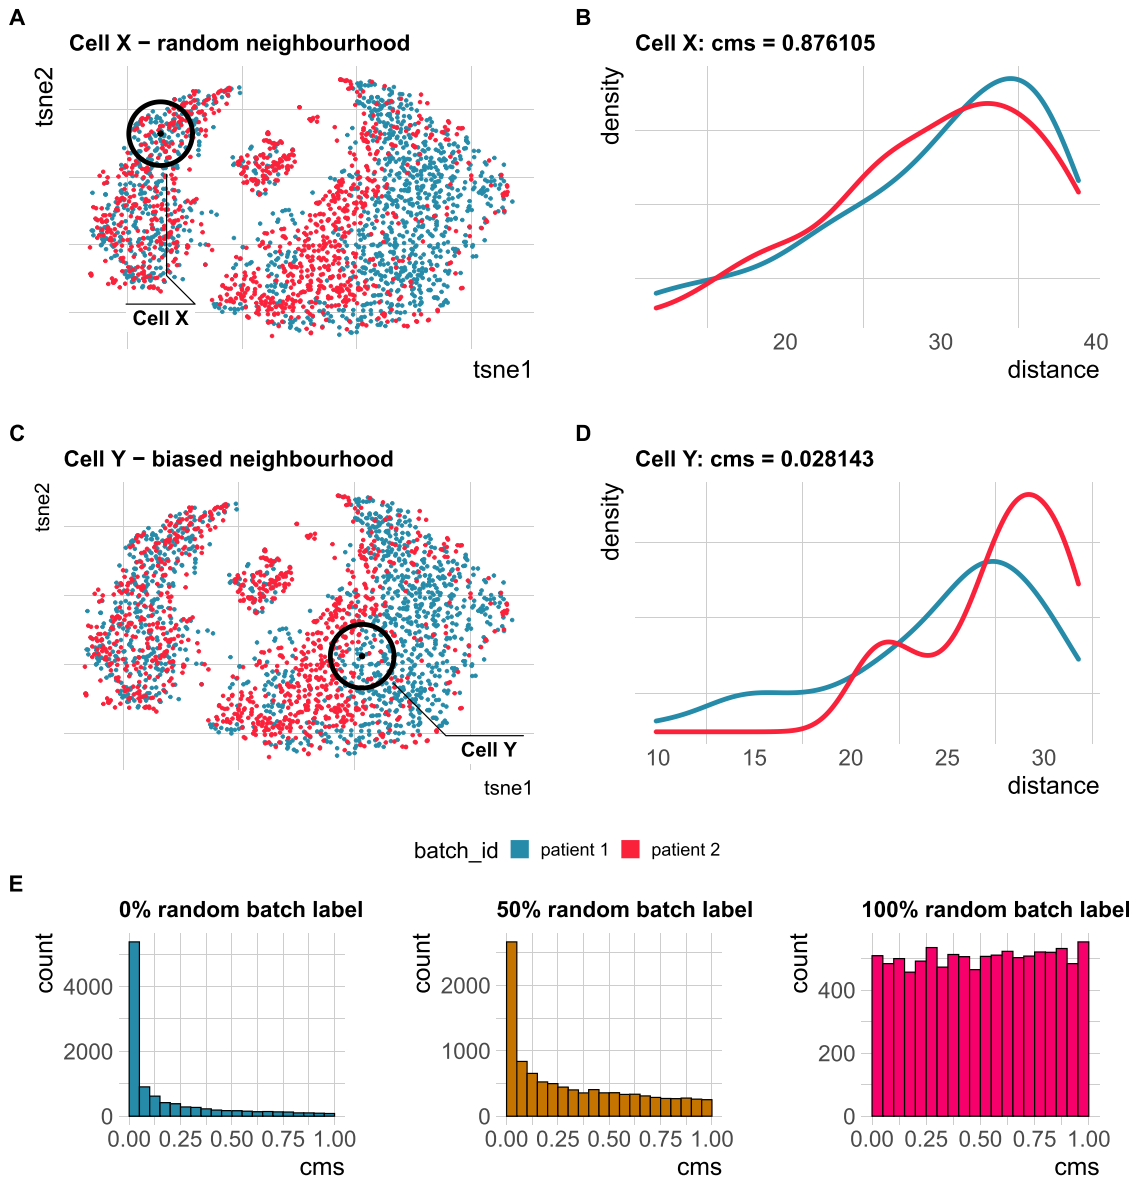 A
Cell X − random neighbourhood
tsne2
Cell X
tsne1
B
Cell X: cms = 0.876105
density
20 30 40
distance
C
Cell Y − biased neighbourhood
tsne2
Cell Y
tsne1
D
Cell Y: cms = 0.028143
density
10 15 20 25 30
distance
batch_id patient 1 patient 2
E
0% random batch label
count
4000
2000
0
0.00 0.25 0.50 0.75 1.00
cms
50% random batch label
count
2000
1000
0
0.00 0.25 0.50 0.75 1.00
cms
100% random batch label
count
400
200
0
0.00 0.25 0.50 0.75 1.00
cms